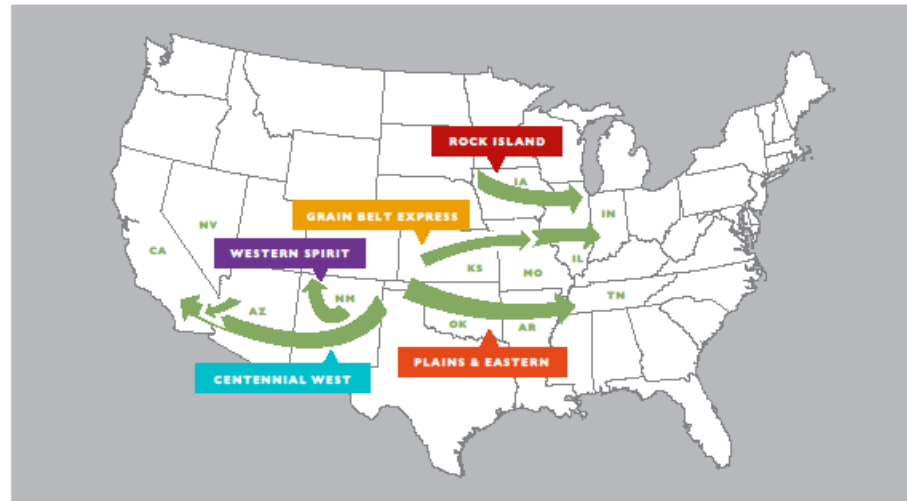 ROCK ISLAND
IA
GRAIN BELT EXPRESS
IN
NV
WESTERN SPIRIT
CA
IL
KS
MO
NM
TN
AZ
OK
AR
PLAINS & EASTERN
CENTENNIAL WEST